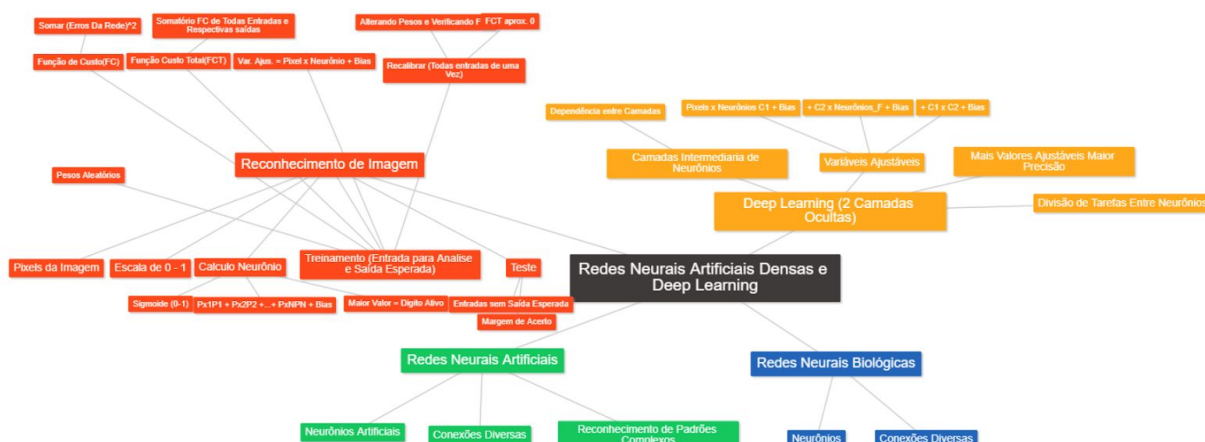 Somar (Erros Da Rede)^2
Somatório FC de Todas Entradas e
Respectivas saídas
Alterando Pesos e Verificando F
FCT aprox. 0
Função de Custo(FC)
Função Custo Total(FCT)
Var. Ajus. = Pixel x Neurônio + Bias
Recalibrar (Todas entradas de uma
Vez)
Dependência entre Camadas
Pixels x Neurônios C1 + Bias
+ C2 x Neurônios_F + Bias
+ C1 x C2 + Bias
Reconhecimento de Imagem
Camadas Intermediaria de
Neurônios
Variáveis Ajustáveis
Mais Valores Ajustáveis Maior
Precisão
Pesos Aleatórios
Deep Learning (2 Camadas
Ocultas)
Divisão de Tarefas Entre Neurônios
Pixels da Imagem
Escala de 0 - 1
Calculo Neurônio
Treinamento (Entrada para Analise
e Saída Esperada)
Teste
Redes Neurais Artificiais Densas e
Deep Learning
Sigmoide (0-1)
Px1P1 + Px2P2 +...+ PxNPN + Bias
Maior Valor = Digito Ativo
Entradas sem Saída Esperada
Margem de Acerto
Redes Neurais Artificiais
Redes Neurais Biológicas
Neurônios Artificiais
Conexões Diversas
Reconhecimento de Padrões
Complexos
Neurônios
Conexões Diversas